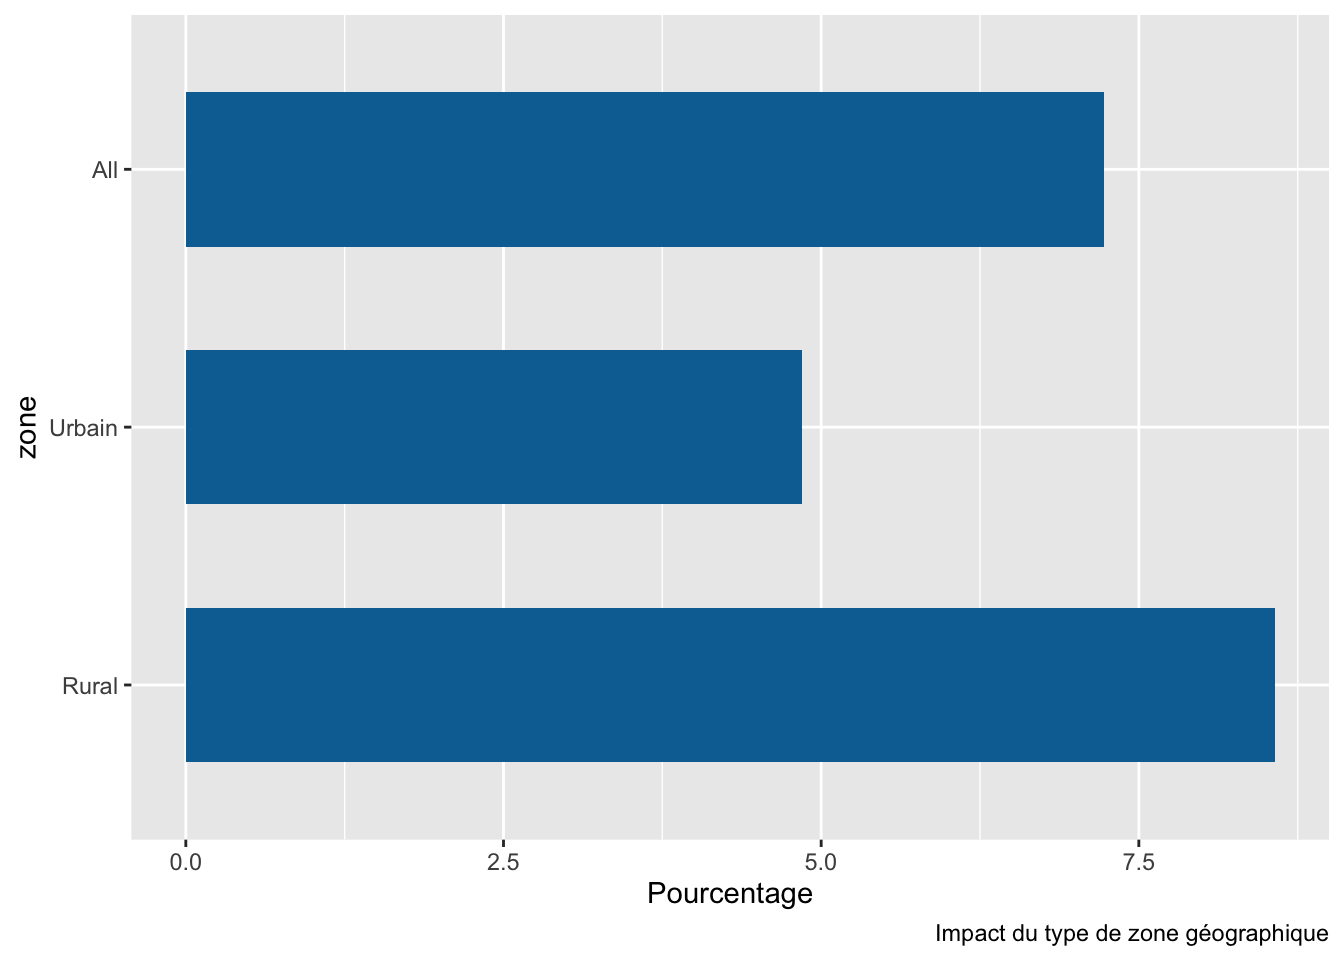 All
Urbain
Rural
zone
0.0 2.5 5.0 7.5
Pourcentage
Impact du type de zone géographique